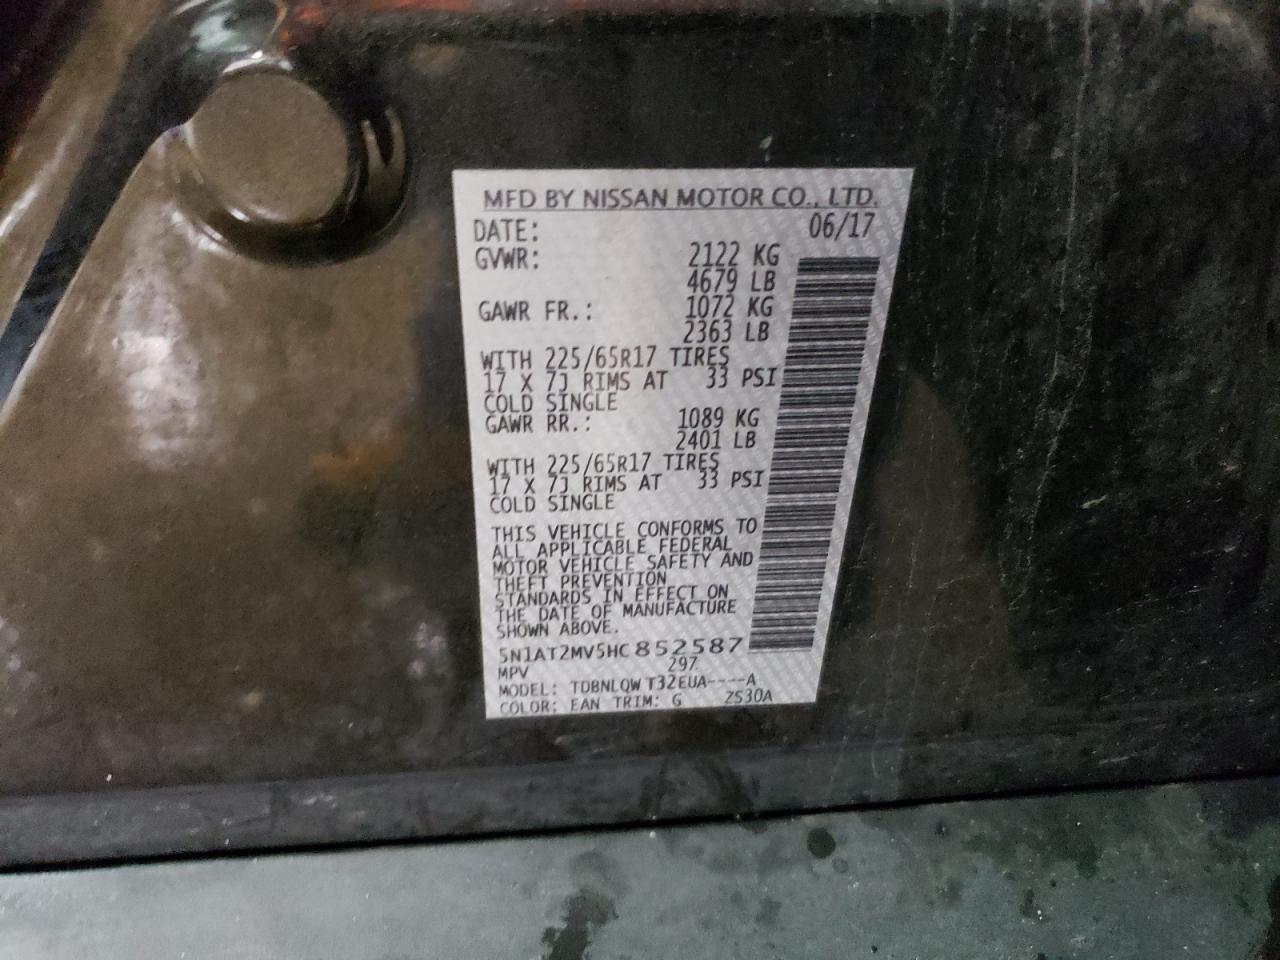 MFD BY NISSAN MOTOR CO., LTD.
DATE: 06/17
GVWR: 2122 KG
4679 LB
GAWR FR.: 1072 KG
2363 LB
WITH 225/65R17 TIRES
17 X 7J RIMS AT 33 PSI
COLD SINGLE
GAWR RR.: 1089 KG
2401 LB
WITH 225/65R17 TIRES
17 X 7J RIMS AT 33 PSI
COLD SINGLE
THIS VEHICLE CONFORMS TO
ALL APPLICABLE FEDERAL
MOTOR VEHICLE SAFETY AND
THEFT PREVENTION
STANDARDS IN EFFECT ON
THE DATE OF MANUFACTURE
SHOWN ABOVE.
5N1AT2MV5HC852587
MPV 297
MODEL: TDBNLQW T32EUA----A
COLOR: EAN TRIM: G ZS30A